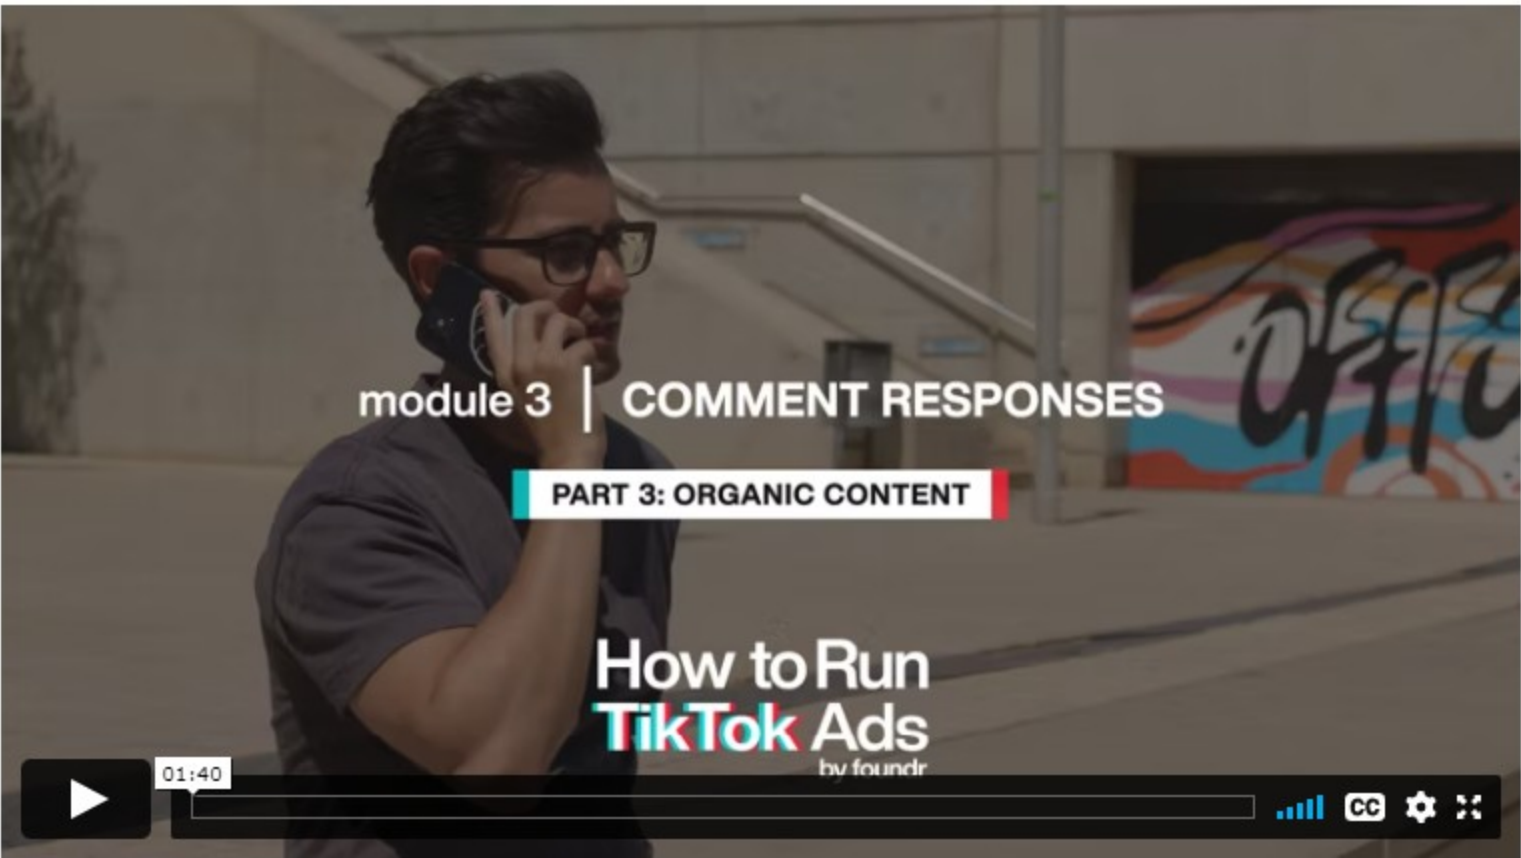 module 3 | COMMENT RESPONSES
PART 3: ORGANIC CONTENT
How to Run
TikTok Ads
by foundr
01:40
CC